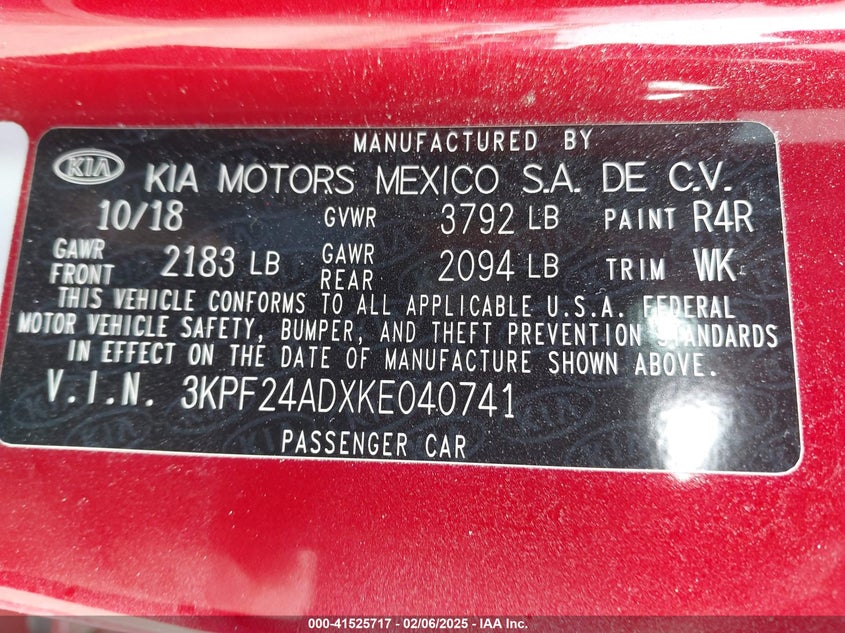 MANUFACTURED BY
KIA KIA MOTORS MEXICO S.A. DE C.V.
10/18 GVWR 3792 LB PAINT R4R
GAWR FRONT 2183 LB GAWR REAR 2094 LB TRIM WK
THIS VEHICLE CONFORMS TO ALL APPLICABLE U.S.A. FEDERAL
MOTOR VEHICLE SAFETY, BUMPER, AND THEFT PREVENTION STANDARDS
IN EFFECT ON THE DATE OF MANUFACTURE SHOWN ABOVE.
V.I.N. 3KPF24ADXKE040741
PASSENGER CAR
000-41525717 - 02/06/2025 - IAA Inc.